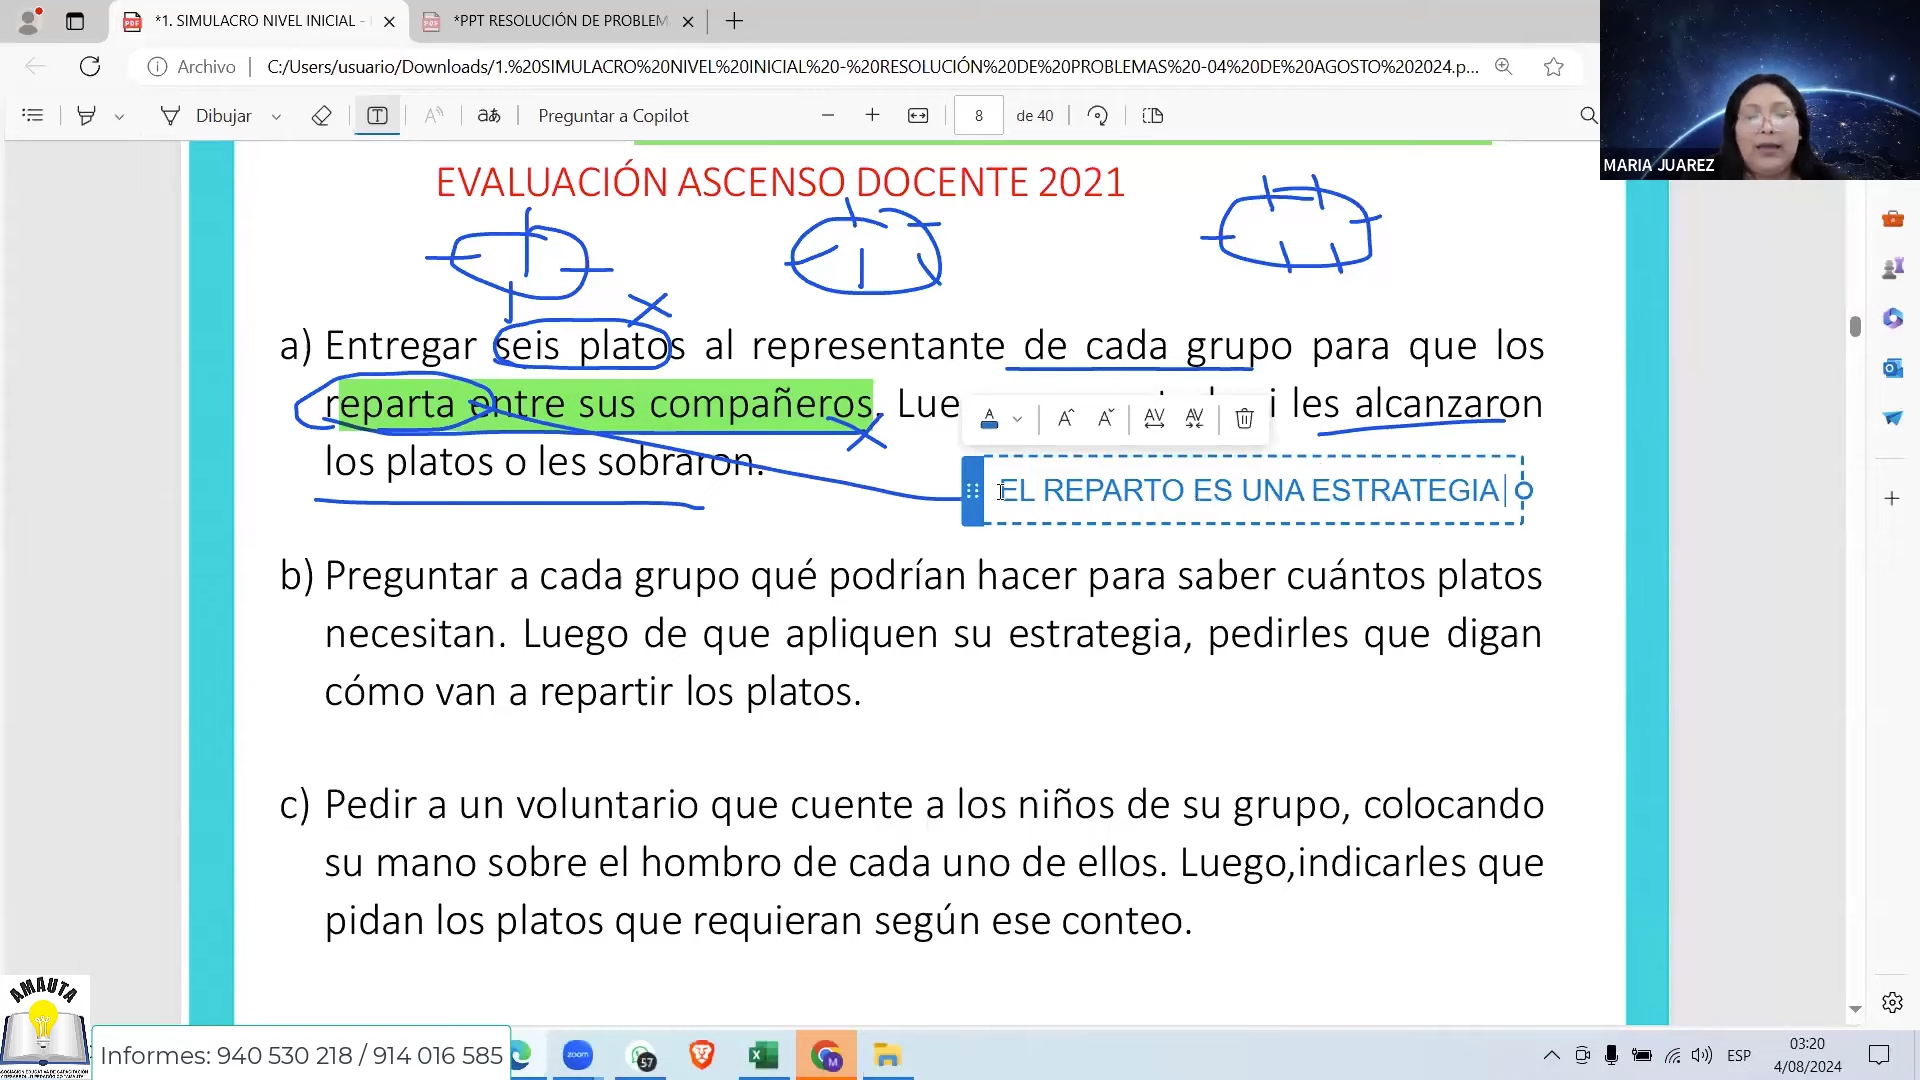 *1. SIMULACRO NIVEL INICIAL -
*PPT RESOLUCIÓN DE PROBLEM
Archivo
C:/Users/usuario/Downloads/1.%20SIMULACRO%20NIVEL%20INICIAL%20-%20RESOLUCIÓN%20DE%20PROBLEMAS%20-04%20DE%20AGOSTO%202024.p...
Dibujar
aあ
Preguntar a Copilot
8
de 40
MARIA JUAREZ
EVALUACIÓN ASCENSO DOCENTE 2021
a) Entregar seis platos al representante de cada grupo para que los
reparta entre sus compañeros. Lue i les alcanzaron
los platos o les sobraron.
EL REPARTO ES UNA ESTRATEGIA
b) Preguntar a cada grupo qué podrían hacer para saber cuántos platos
necesitan. Luego de que apliquen su estrategia, pedirles que digan
cómo van a repartir los platos.
c) Pedir a un voluntario que cuente a los niños de su grupo, colocando
su mano sobre el hombro de cada uno de ellos. Luego,indicarles que
pidan los platos que requieran según ese conteo.
AMAUTA
Informes: 940 530 218 / 914 016 585
zoom
57
M
ESP
03:20
4/08/2024